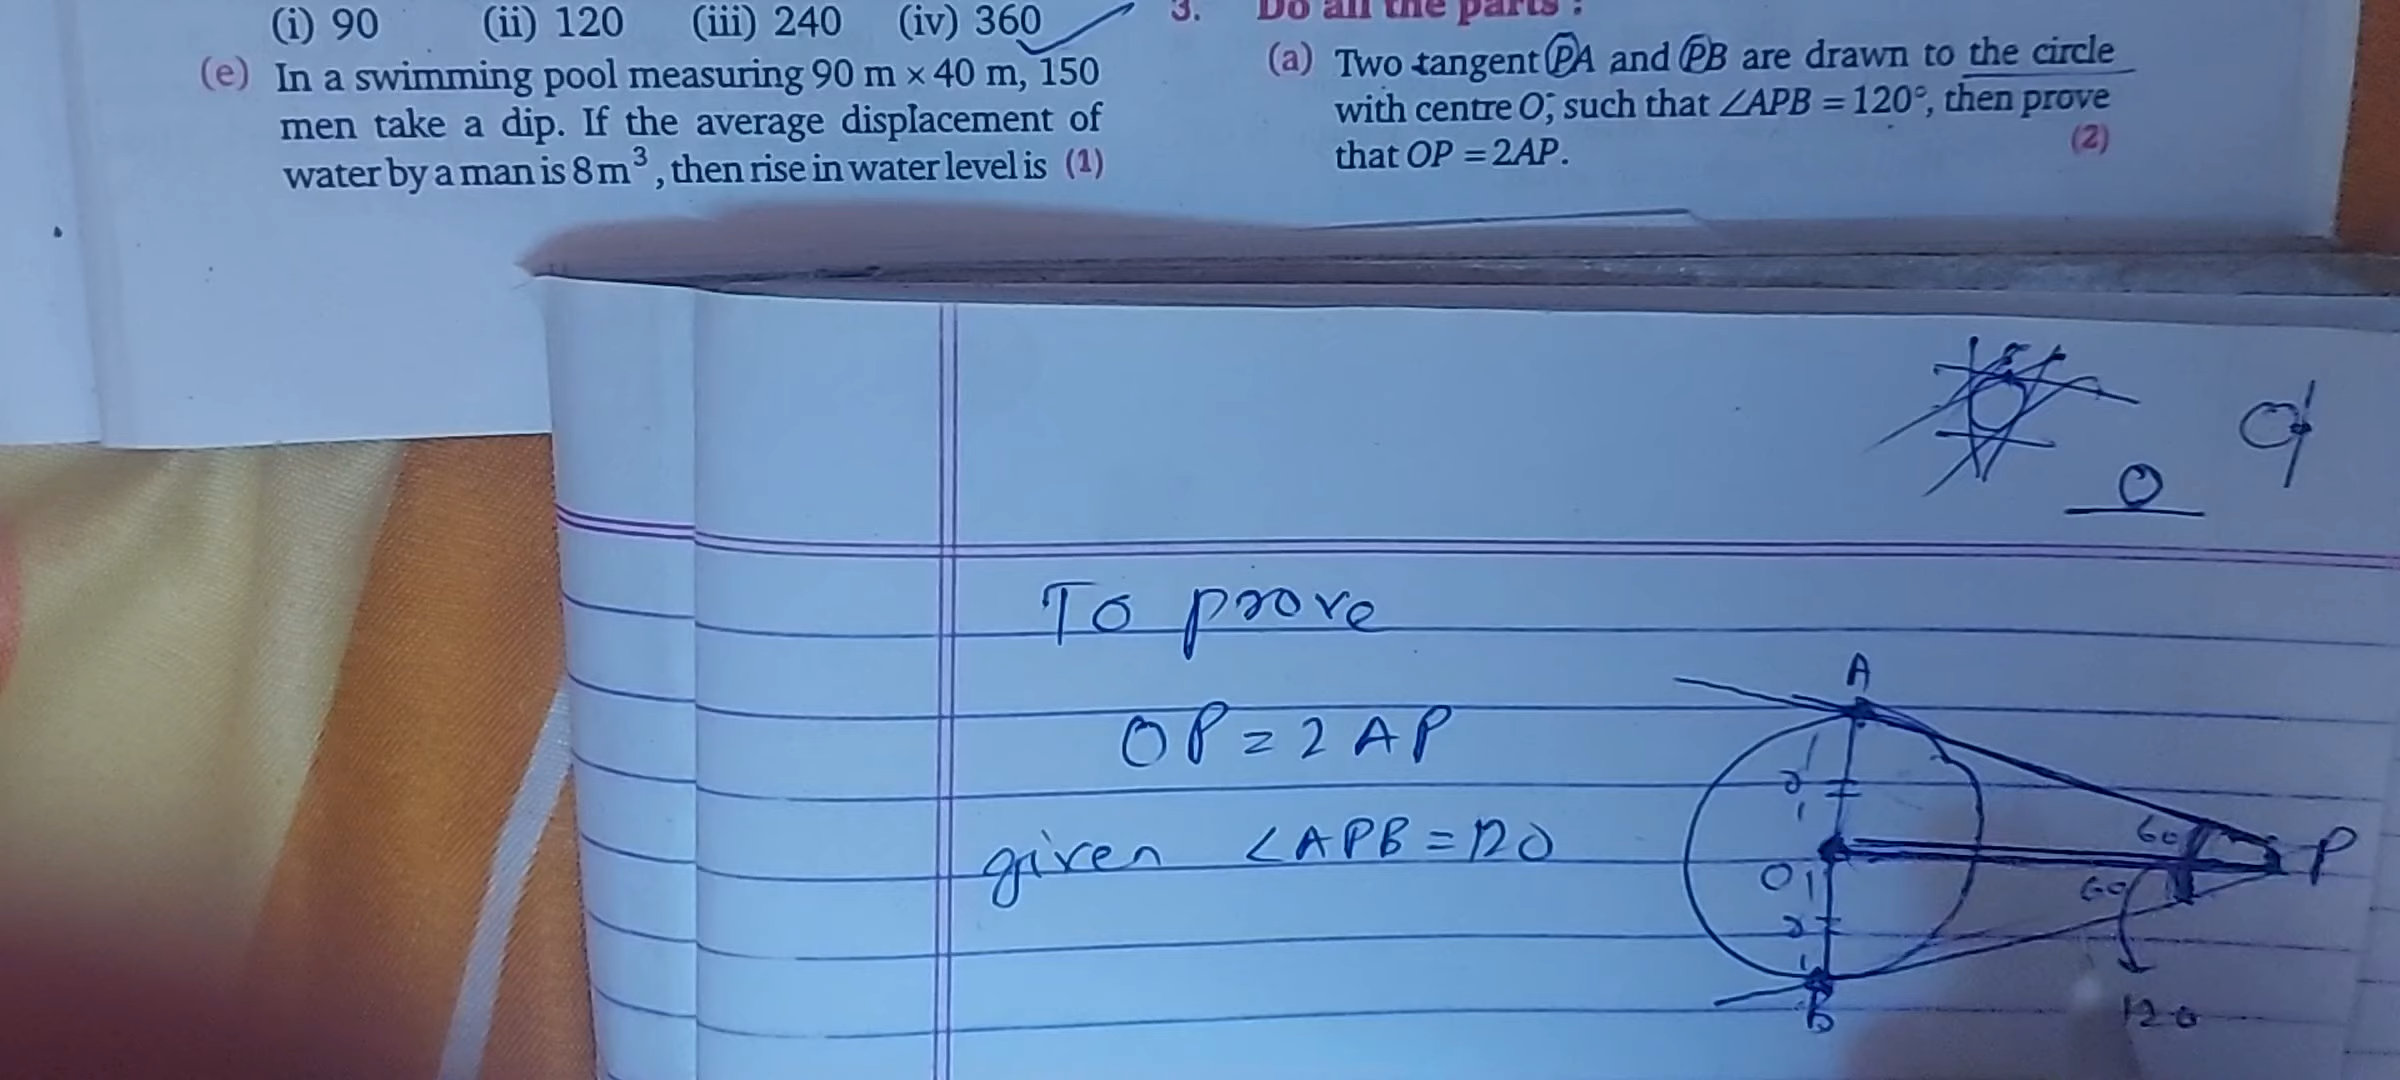 (i) 90 (ii) 120 (iii) 240 (iv) 360
(e) In a swimming pool measuring 90 m × 40 m, 150
men take a dip. If the average displacement of
water by a man is 8 m³, then rise in water level is (1)
3. Do all the parts :
(a) Two tangent PA and PB are drawn to the circle
with centre O, such that ∠APB = 120°, then prove
that OP = 2AP. (2)
To prove
OP = 2 AP
given ∠APB = 120
A
60
P
O
60
B
120